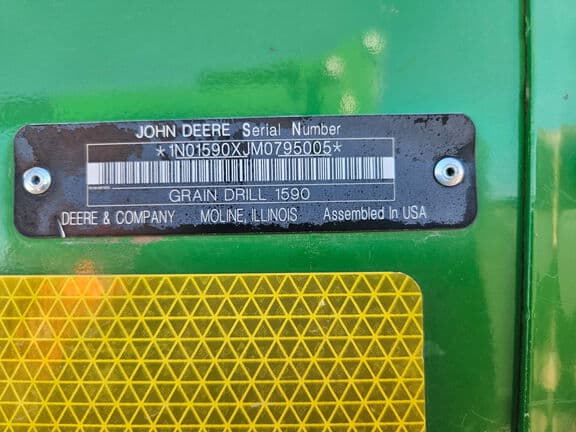 JOHN DEERE Serial Number
*1N01590XJM0795005*
GRAIN DRILL 1590
DEERE & COMPANY MOLINE, ILLINOIS Assembled In USA